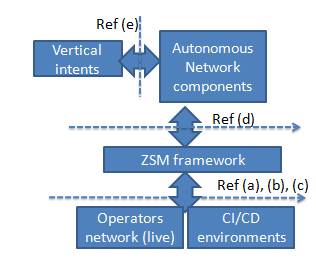 Ref (e)
Vertical
intents
Autonomous
Network
components
Ref (d)
ZSM framework
Ref (a), (b), (c)
Operators
network (live)
CI/CD
environments